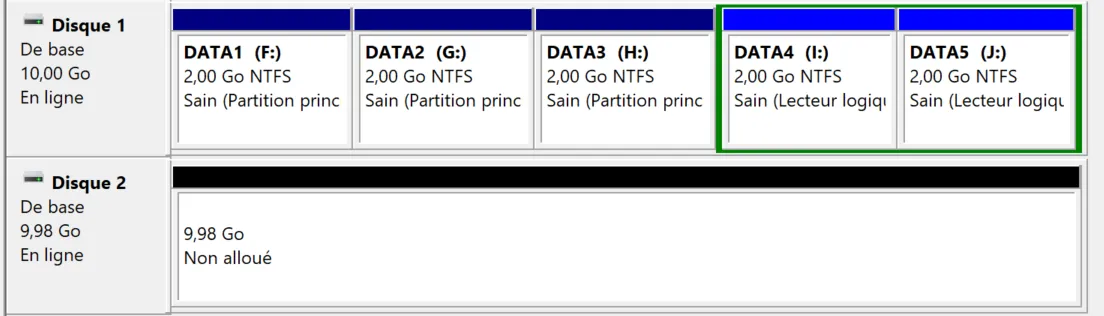 Disque 1
De base
10,00 Go
En ligne
DATA1 (F:)
2,00 Go NTFS
Sain (Partition princ
DATA2 (G:)
2,00 Go NTFS
Sain (Partition princ
DATA3 (H:)
2,00 Go NTFS
Sain (Partition princ
DATA4 (I:)
2,00 Go NTFS
Sain (Lecteur logiqu
DATA5 (J:)
2,00 Go NTFS
Sain (Lecteur logiqu
Disque 2
De base
9,98 Go
En ligne
9,98 Go
Non alloué